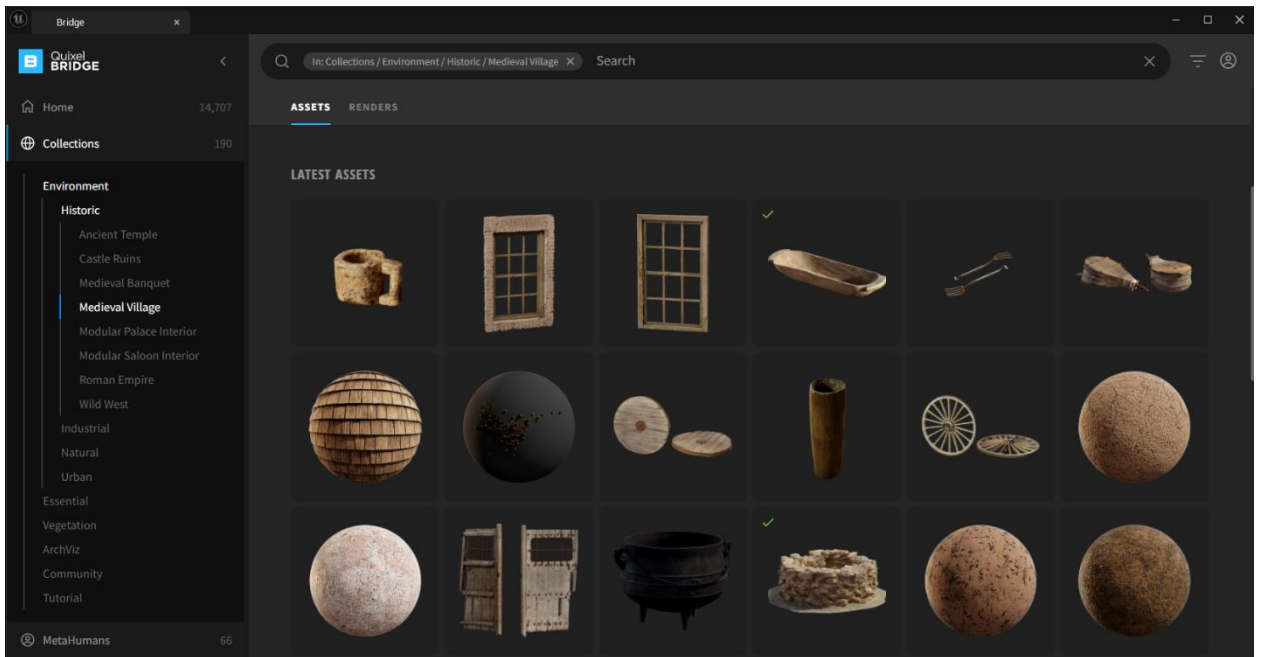 Bridge
Quixel
BRIDGE
Home 14,707
Collections 190
Environment
Historic
Ancient Temple
Castle Ruins
Medieval Banquet
Medieval Village
Modular Palace Interior
Modular Saloon Interior
Roman Empire
Wild West
Industrial
Natural
Urban
Essential
Vegetation
ArchViz
Community
Tutorial
MetaHumans 66
In: Collections / Environment / Historic / Medieval Village Search
ASSETS RENDERS
LATEST ASSETS